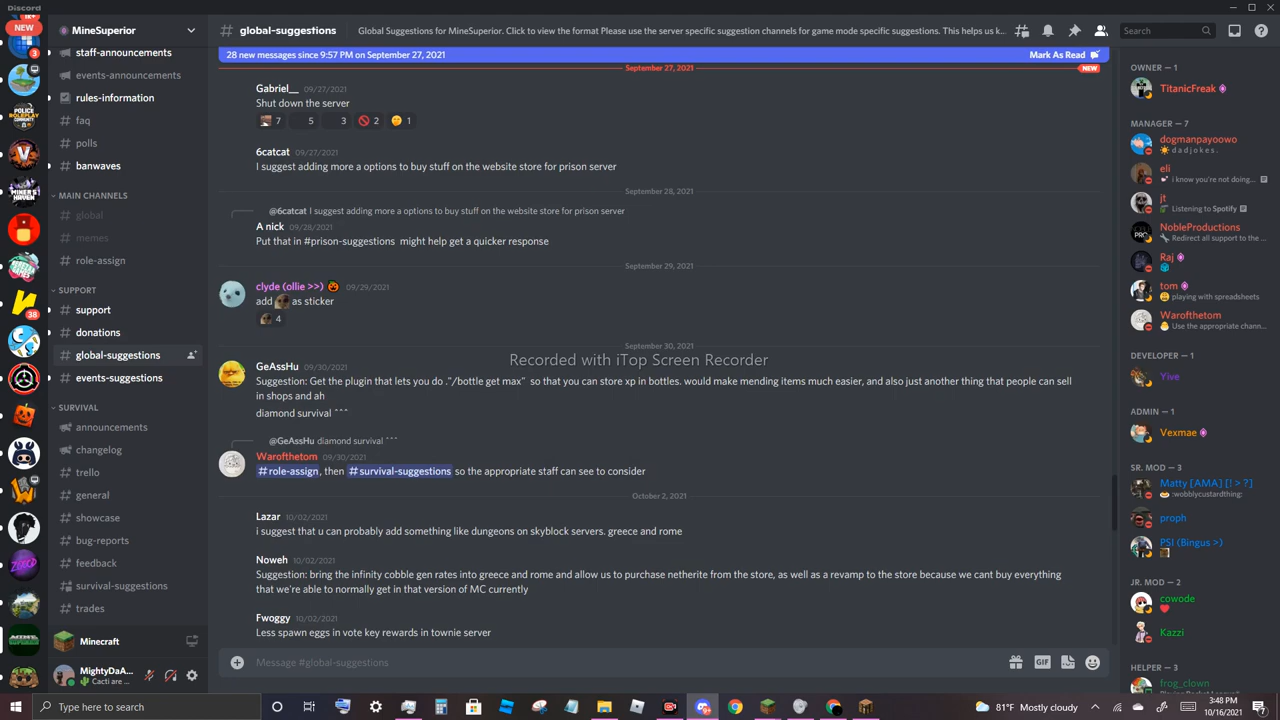 Discord
NEW
MineSuperior
# global-suggestions
Global Suggestions for MineSuperior. Click to view the format Please use the server specific suggestion channels for game mode specific suggestions. This helps us k...
Search
28 new messages since 9:57 PM on September 27, 2021
Mark As Read
September 27, 2021
NEW
staff-announcements
events-announcements
rules-information
faq
polls
banwaves
MAIN CHANNELS
global
memes
role-assign
SUPPORT
support
donations
global-suggestions
events-suggestions
SURVIVAL
announcements
changelog
trello
general
showcase
bug-reports
feedback
survival-suggestions
trades
3
38
Minecraft
MightyDaA...
Cacti are ...
Gabriel__ 09/27/2021
Shut down the server
7 5 3 2 1
6catcat 09/27/2021
I suggest adding more a options to buy stuff on the website store for prison server
September 28, 2021
@6catcat I suggest adding more a options to buy stuff on the website store for prison server
A nick 09/28/2021
Put that in #prison-suggestions might help get a quicker response
September 29, 2021
clyde (ollie >>) 09/29/2021
add as sticker
4
September 30, 2021
Recorded with iTop Screen Recorder
GeAssHu 09/30/2021
Suggestion: Get the plugin that lets you do ."/bottle get max" so that you can store xp in bottles. would make mending items much easier, and also just another thing that people can sell
in shops and ah
diamond survival ^^^
@GeAssHu diamond survival ^^^
Warofthetom 09/30/2021
#role-assign, then #survival-suggestions so the appropriate staff can see to consider
October 2, 2021
Lazar 10/02/2021
i suggest that u can probably add something like dungeons on skyblock servers. greece and rome
Noweh 10/02/2021
Suggestion: bring the infinity cobble gen rates into greece and rome and allow us to purchase netherite from the store, as well as a revamp to the store because we cant buy everything
that we're able to normally get in that version of MC currently
Fwoggy 10/02/2021
Less spawn eggs in vote key rewards in townie server
Message #global-suggestions
GIF
OWNER — 1
TitanicFreak
MANAGER — 7
dogmanpayoowo
d a d j o k e s .
eli
I know you're not doing...
jt
Listening to Spotify
NobleProductions
Redirect all support to the ...
Raj
tom
playing with spreadsheets
Warofthetom
Use the appropriate chann...
DEVELOPER — 1
Yive
ADMIN — 1
Vexmae
SR. MOD — 3
Matty [AMA] [! > ?]
:wobblycustardthing:
proph
PSI (Bingus >)
JR. MOD — 2
cowode
Kazzi
HELPER — 3
frog_clown
Type here to search
81°F Mostly cloudy
3:48 PM
10/16/2021